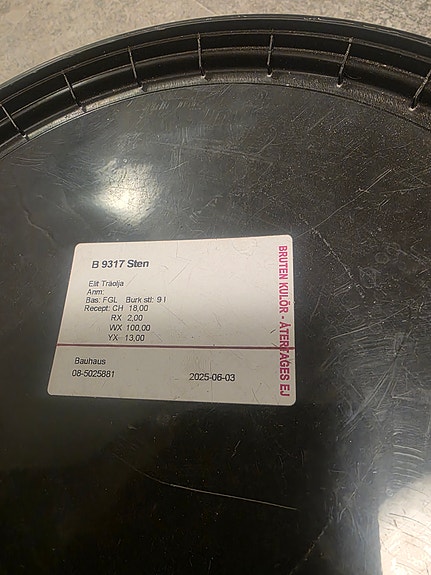 B 9317 Sten
Elit Träolja
Anm:
Bas: FGL Burk stl: 9 l
Recept: CH 18,00
RX 2,00
WX 100,00
YX 13,00
Bauhaus
08-5025881 2025-06-03
BRUTEN KULÖR - ÅTERTAGES EJ